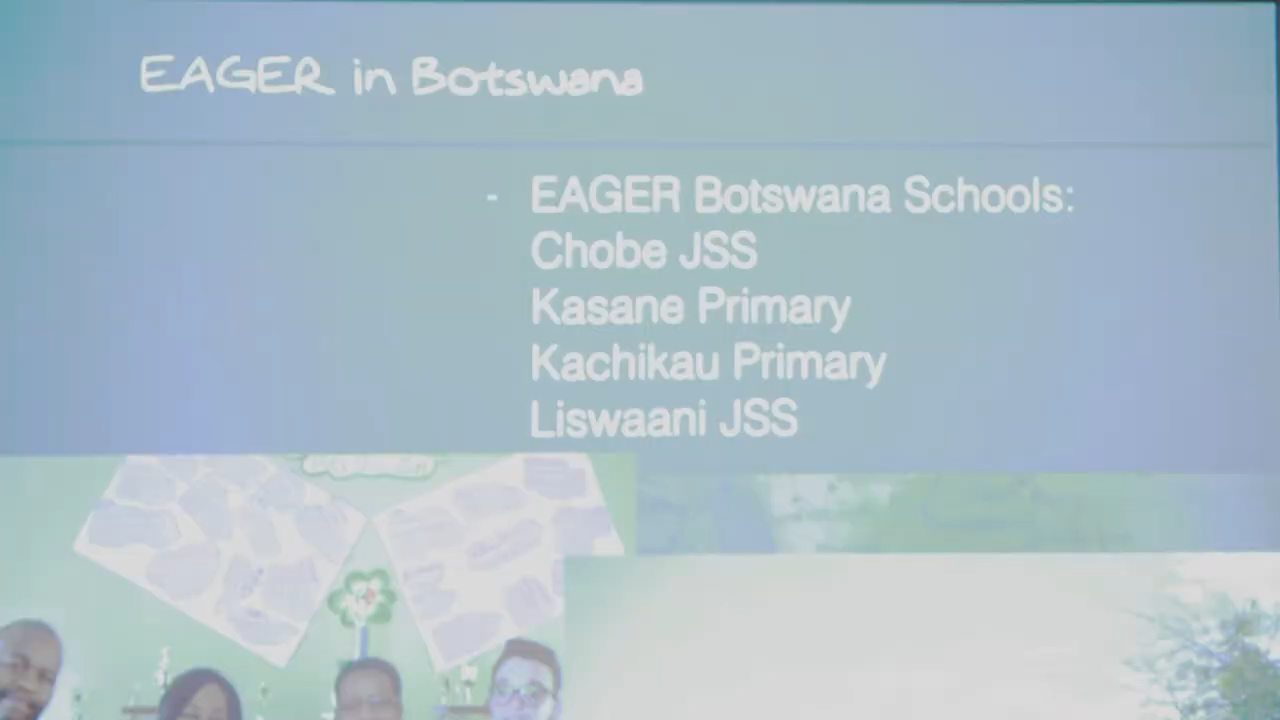 EAGER in Botswana
- EAGER Botswana Schools:
Chobe JSS
Kasane Primary
Kachikau Primary
Liswaani JSS